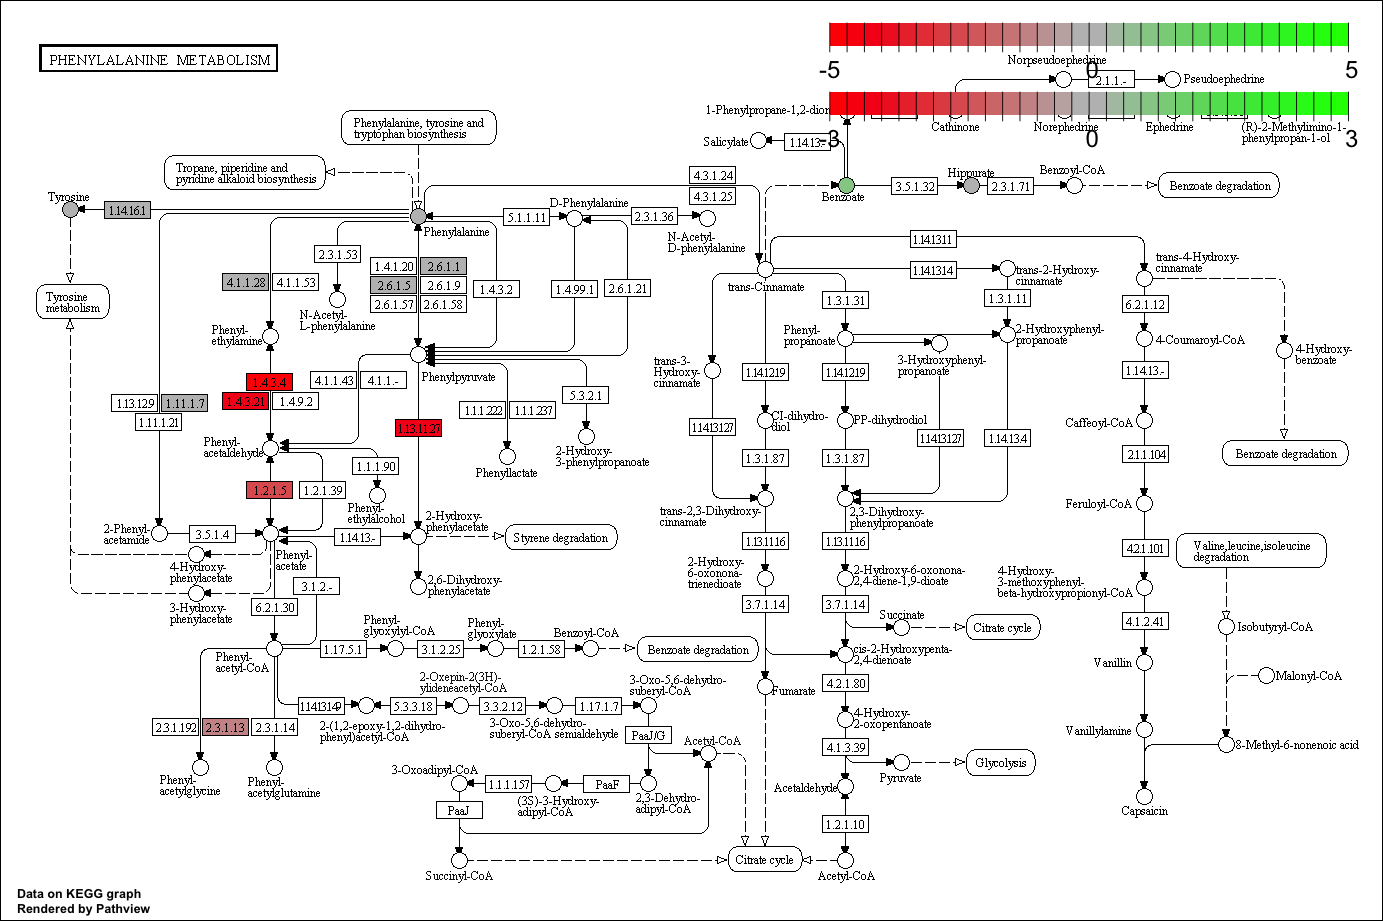 PHENYLALANINE METABOLISM
-5
0
5
-3
0
3
Norpseudoephedrine
2.1.1.-
Pseudoephedrine
1-Phenylpropane-1,2-dion
Cathinone
Norephedrine
Ephedrine
(R)-2-Methylimino-1-
phenylpropan-1-ol
Phenylalanine, tyrosine and
tryptophan biosynthesis
Salicylate
1.14.13.-
Tropane, piperidine and
pyridine alkaloid biosynthesis
4.3.1.24
4.3.1.25
Benzoate
3.5.1.32
Hippurate
2.3.1.71
Benzoyl-CoA
Benzoate degradation
Tyrosine
1.14.16.1
Phenylalanine
5.1.1.11
D-Phenylalanine
2.3.1.36
N-Acetyl-
D-phenylalanine
1.14.1311
2.3.1.53
1.4.1.20
2.6.1.1
2.6.1.5
2.6.1.9
2.6.1.57
2.6.1.58
1.4.3.2
1.4.99.1
2.6.1.21
trans-Cinnamate
1.14.1314
trans-2-Hydroxy-
cinnamate
trans-4-Hydroxy-
cinnamate
4.1.1.28
4.1.1.53
Tyrosine
metabolism
N-Acetyl-
L-phenylalanine
1.3.1.31
1.3.1.11
6.2.1.12
Phenyl-
ethylamine
Phenyl-
propanoate
2-Hydroxyphenyl-
propanoate
4-Coumaroyl-CoA
4-Hydroxy-
benzoate
3-Hydroxyphenyl-
propanoate
trans-3-
Hydroxy-
cinnamate
Phenylpyruvate
1.4.3.4
1.4.3.21
1.4.9.2
4.1.1.43
4.1.1.-
1.14.1219
1.14.1219
1.14.13.-
5.3.2.1
1.13.129
1.11.1.7
1.11.1.21
1.1.1.222
1.1.1.237
1.13.11.27
CI-dihydro-
diol
PP-dihydrodiol
Caffeoyl-CoA
11413127
11413127
1.14.13.4
Phenyl-
acetaldehyde
2-Hydroxy-
3-phenylpropanoate
Phenyllactate
1.1.1.90
1.3.1.87
1.3.1.87
2.1.1.104
Benzoate degradation
1.2.1.5
1.2.1.39
Phenyl-
ethylalcohol
trans-2,3-Dihydroxy-
cinnamate
2,3-Dihydroxy-
phenylpropanoate
Feruloyl-CoA
2-Phenyl-
acetamide
3.5.1.4
Phenyl-
acetate
1.14.13.-
2-Hydroxy-
phenylacetate
Styrene degradation
1.13.1116
1.13.1116
4.2.1.101
Valine,leucine,isoleucine
degradation
4-Hydroxy-
phenylacetate
3-Hydroxy-
phenylacetate
3.1.2.-
2,6-Dihydroxy-
phenylacetate
2-Hydroxy-
6-oxonona-
trienedioate
2-Hydroxy-6-oxonona-
2,4-diene-1,9-dioate
4-Hydroxy-
3-methoxyphenyl-
beta-hydroxypropionyl-CoA
6.2.1.30
3.7.1.14
3.7.1.14
Succinate
Citrate cycle
4.1.2.41
Isobutyryl-CoA
Phenyl-
acetyl-CoA
1.17.5.1
Phenyl-
glyoxylyl-CoA
3.1.2.25
Phenyl-
glyoxylate
1.2.1.58
Benzoyl-CoA
Benzoate degradation
cis-2-Hydroxypenta-
2,4-dienoate
Vanillin
Malonyl-CoA
4.2.1.80
Fumarate
11413149
2-(1,2-epoxy-1,2-dihydro-
phenyl)acetyl-CoA
5.3.3.18
2-Oxepin-2(3H)-
ylideneacetyl-CoA
3.3.2.12
3-Oxo-5,6-dehydro-
suberyl-CoA semialdehyde
1.17.1.7
3-Oxo-5,6-dehydro-
suberyl-CoA
4-Hydroxy-
2-oxopentanoate
Vanillylamine
8-Methyl-6-nonenoic acid
2.3.1.192
2.3.1.13
2.3.1.14
PaaJ/G
Acetyl-CoA
4.1.3.39
Pyruvate
Glycolysis
Phenyl-
acetylglycine
Phenyl-
acetylglutamine
3-Oxoadipyl-CoA
1.1.1.157
(3S)-3-Hydroxy-
adipyl-CoA
PaaF
2,3-Dehydro-
adipyl-CoA
Acetaldehyde
Capsaicin
PaaJ
1.2.1.10
Succinyl-CoA
Citrate cycle
Acetyl-CoA
Data on KEGG graph
Rendered by Pathview